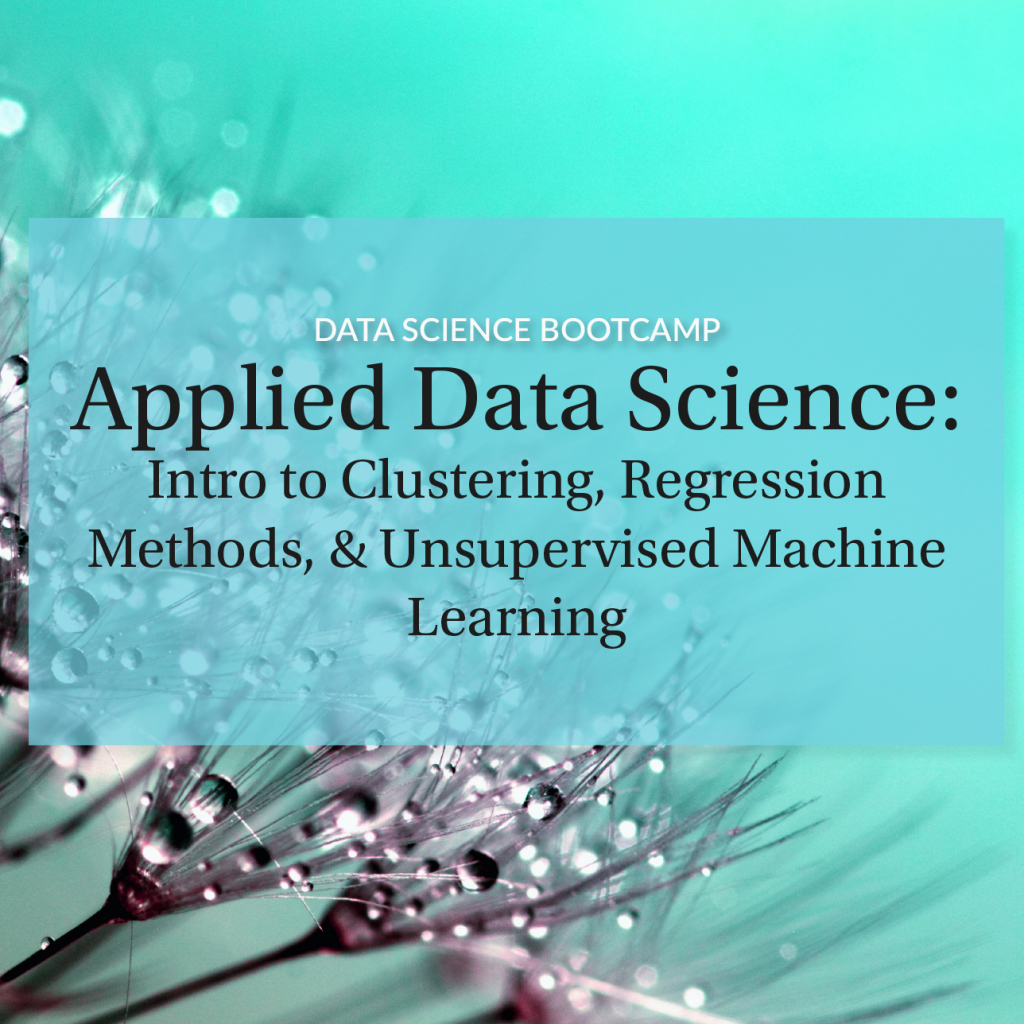 DATA SCIENCE BOOTCAMP
Applied Data Science:
Intro to Clustering, Regression
Methods, & Unsupervised Machine
Learning